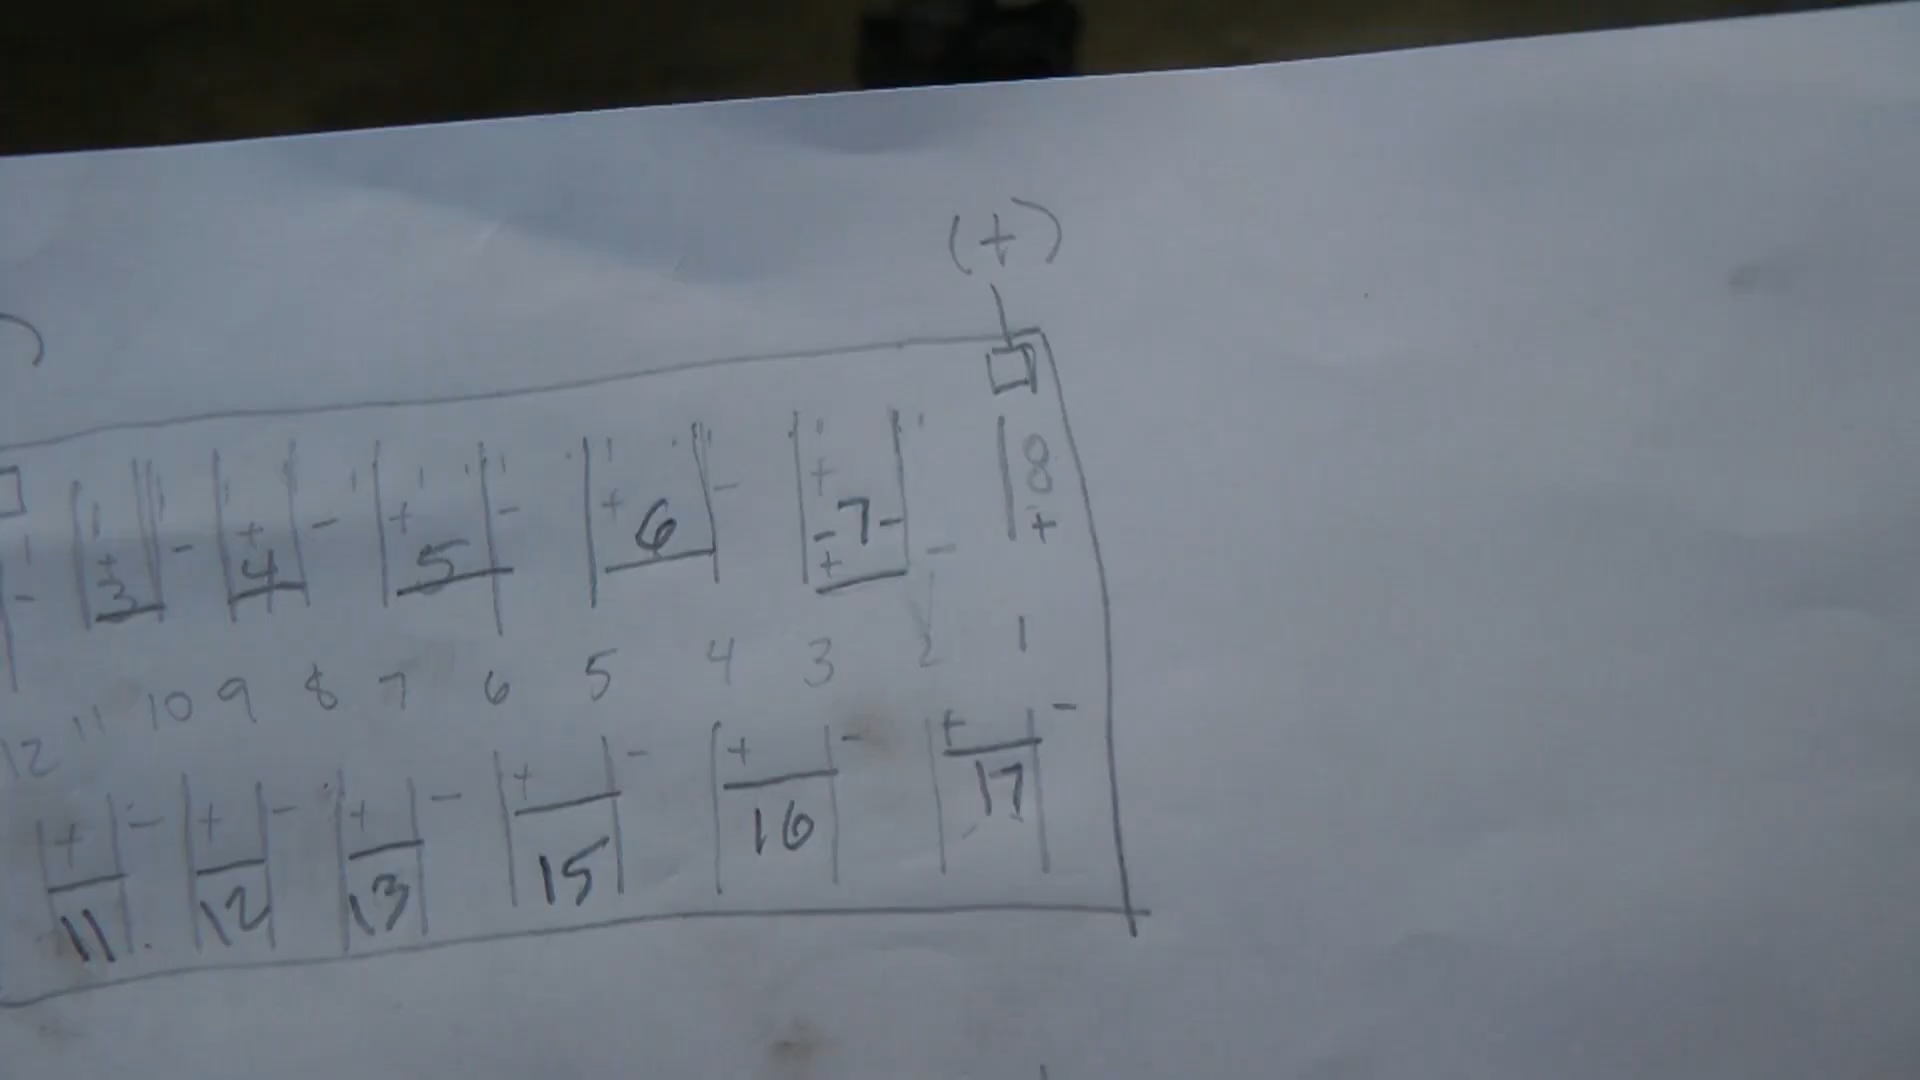 (+)
8
+
+ - + - + - + - +
3 4 5 6 -7- -
+
12 11 10 9 8 7 6 5 4 3 2 1
+ - + - + - + - + - + -
11 12 13 15 16 17